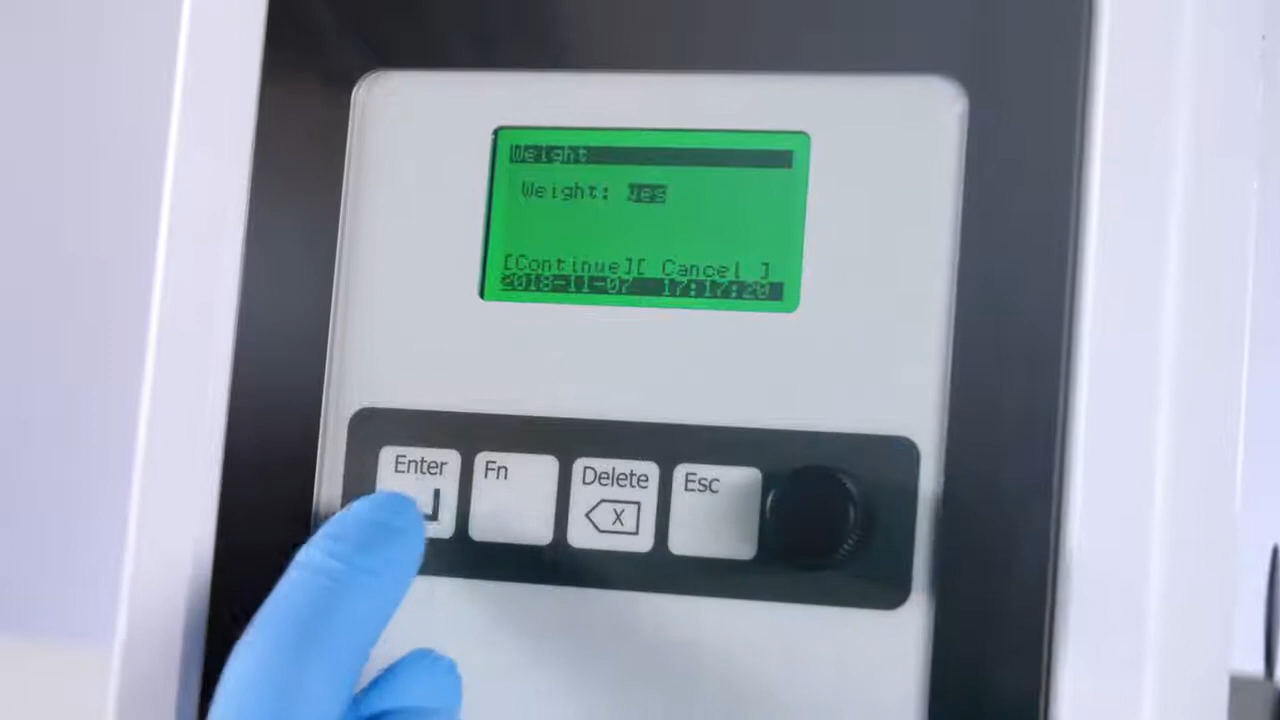 Weight
Weight: yes
[Continue][ Cancel ]
2018-11-07 17:17:20
Enter
Fn
Delete
X
Esc